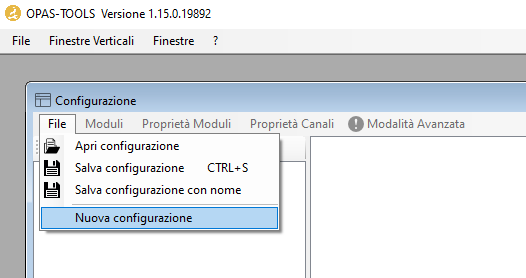 OPAS-TOOLS Versione 1.15.0.19892
File Finestre Verticali Finestre ?
Configurazione
File Moduli Proprietà Moduli Proprietà Canali Modalità Avanzata
Apri configurazione
Salva configurazione CTRL+S
Salva configurazione con nome
Nuova configurazione